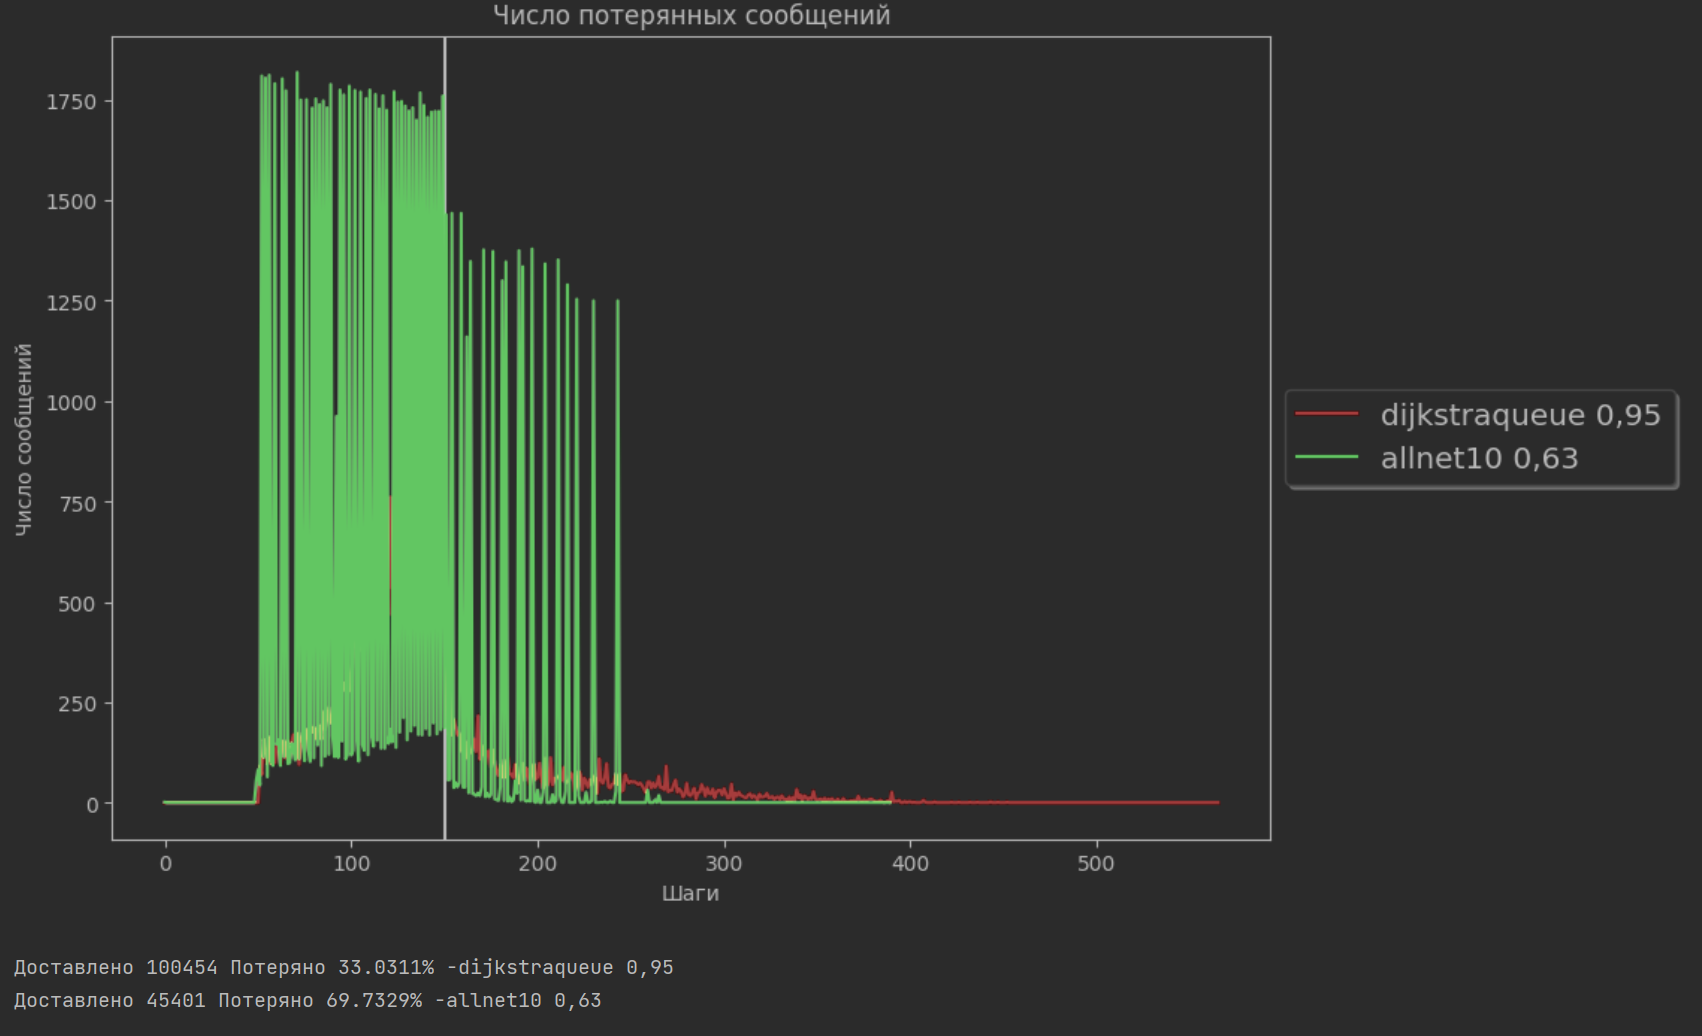 Число потерянных сообщений
1750
1500
1250
1000
750
500
250
0
Число сообщений
0 100 200 300 400 500
Шаги
dijkstraqueue 0,95
allnet10 0,63
Доставлено 100454 Потеряно 33.0311% -dijkstraqueue 0,95
Доставлено 45401 Потеряно 69.7329% -allnet10 0,63